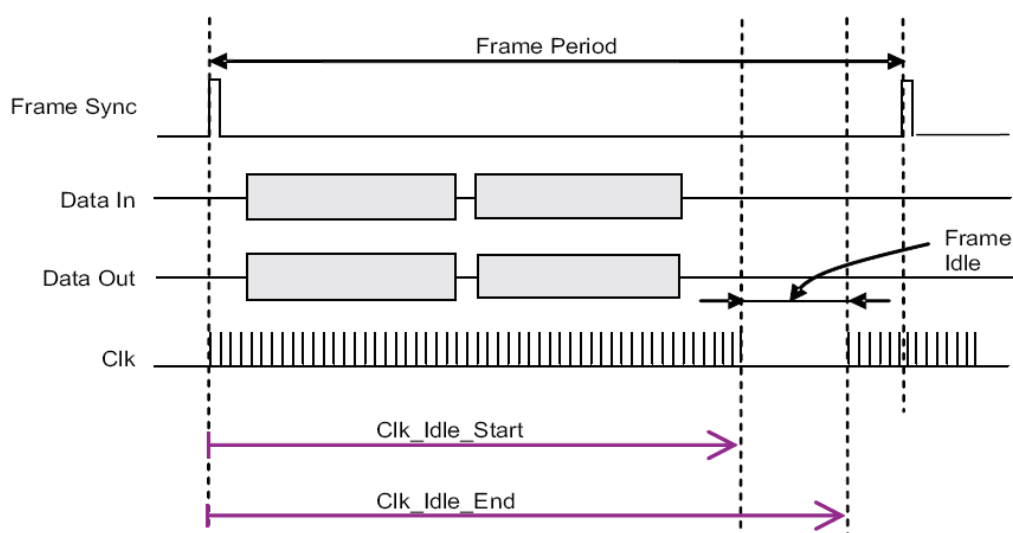 Frame Period
Frame Sync
Data In
Frame
Idle
Data Out
Clk
Clk_Idle_Start
Clk_Idle_End